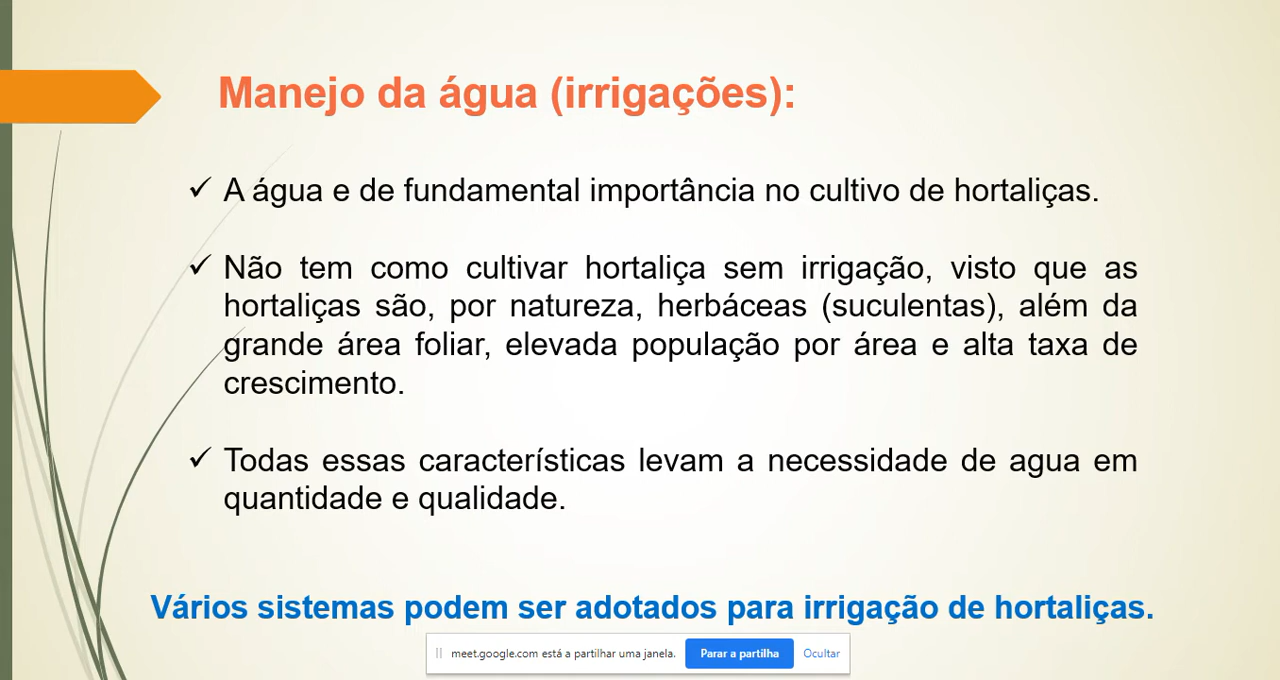 Manejo da água (irrigações):
A água e de fundamental importância no cultivo de hortaliças.
Não tem como cultivar hortaliça sem irrigação, visto que as
hortaliças são, por natureza, herbáceas (suculentas), além da
grande área foliar, elevada população por área e alta taxa de
crescimento.
Todas essas características levam a necessidade de agua em
quantidade e qualidade.
Vários sistemas podem ser adotados para irrigação de hortaliças.
meet.google.com está a partilhar uma janela. Parar a partilha Ocultar